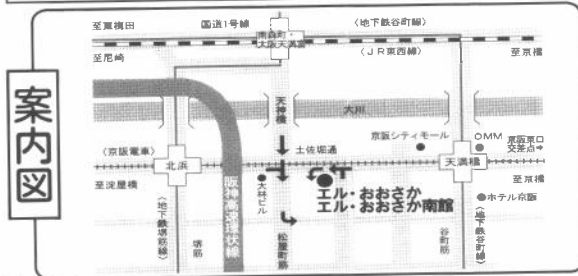 案内図
至東梅田
国道1号線
〈地下鉄谷町線〉
南森町・
大阪天満宮
至尼崎
〈JR東西線〉
至京橋
天神橋
大川
京阪シティモール
OMM
京阪東口
交差点→
〈京阪電車〉
土佐堀通
北浜
天満橋
至淀屋橋
至京橋
大林ビル
エル・おおさか
エル・おおさか南館
ホテル京阪
阪神高速環状線
〈地下鉄堺筋線〉
堺筋
松屋町筋
谷町筋
〈地下鉄谷町線〉